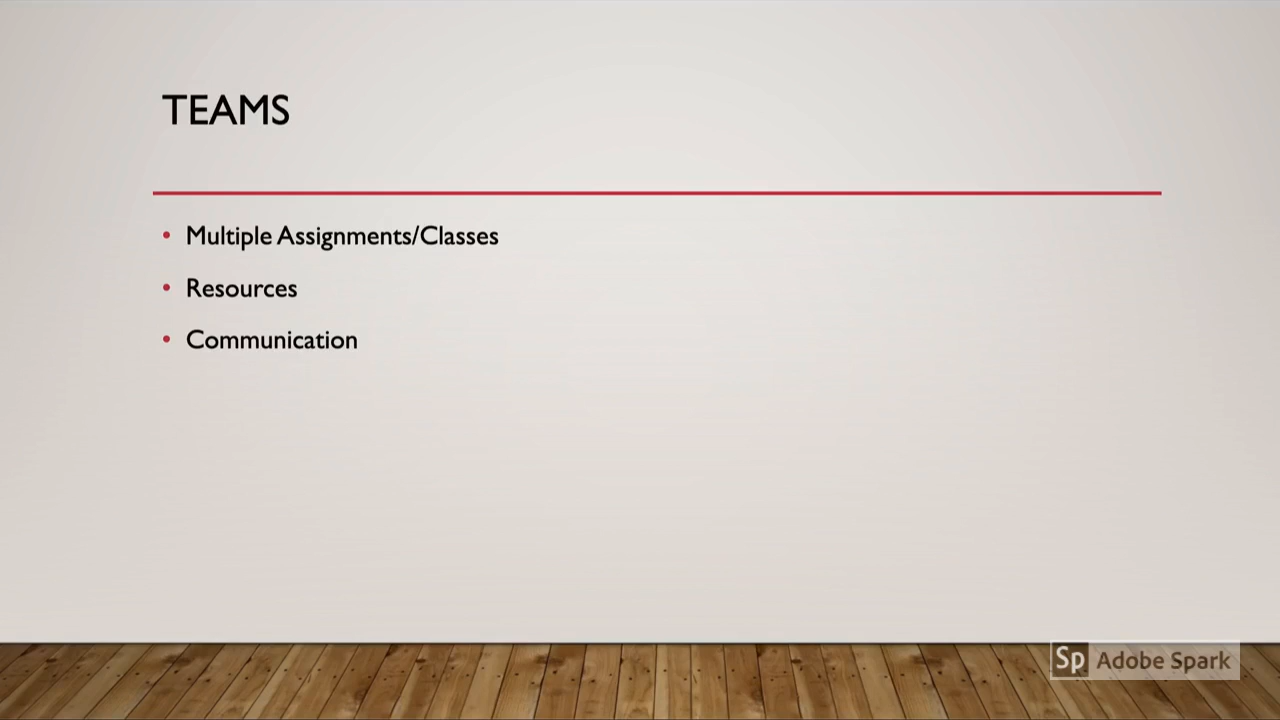 TEAMS
• Multiple Assignments/Classes
• Resources
• Communication
Sp Adobe Spark